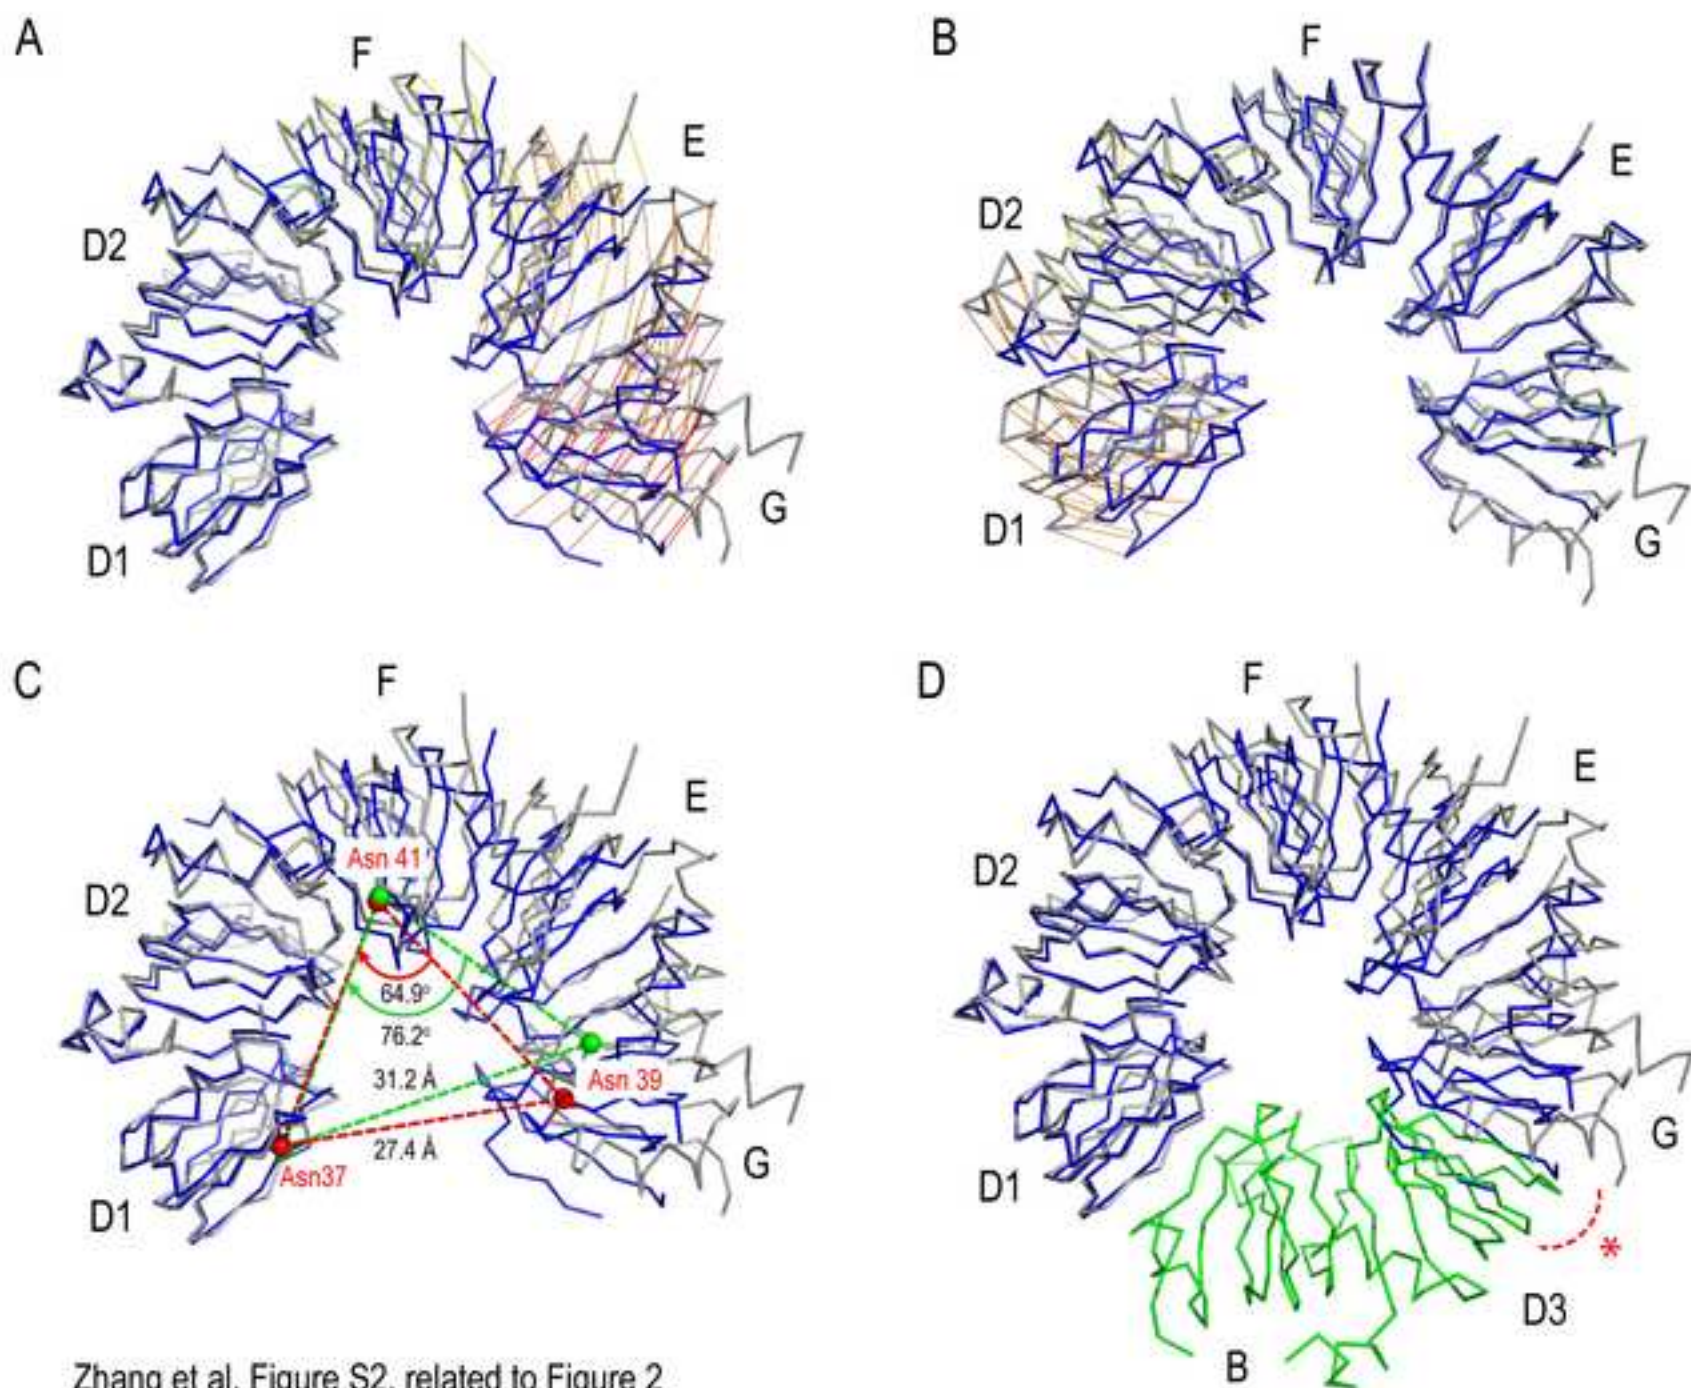 A
B
F
F
E
E
D2
D2
G
G
D1
D1
C
D
F
F
E
E
Asn 41
D2
D2
64.9°
76.2°
31.2 Å
Asn 39
27.4 Å
Asn37
G
G
D1
D1
*
D3
B
Zhang et al. Figure S2, related to Figure 2